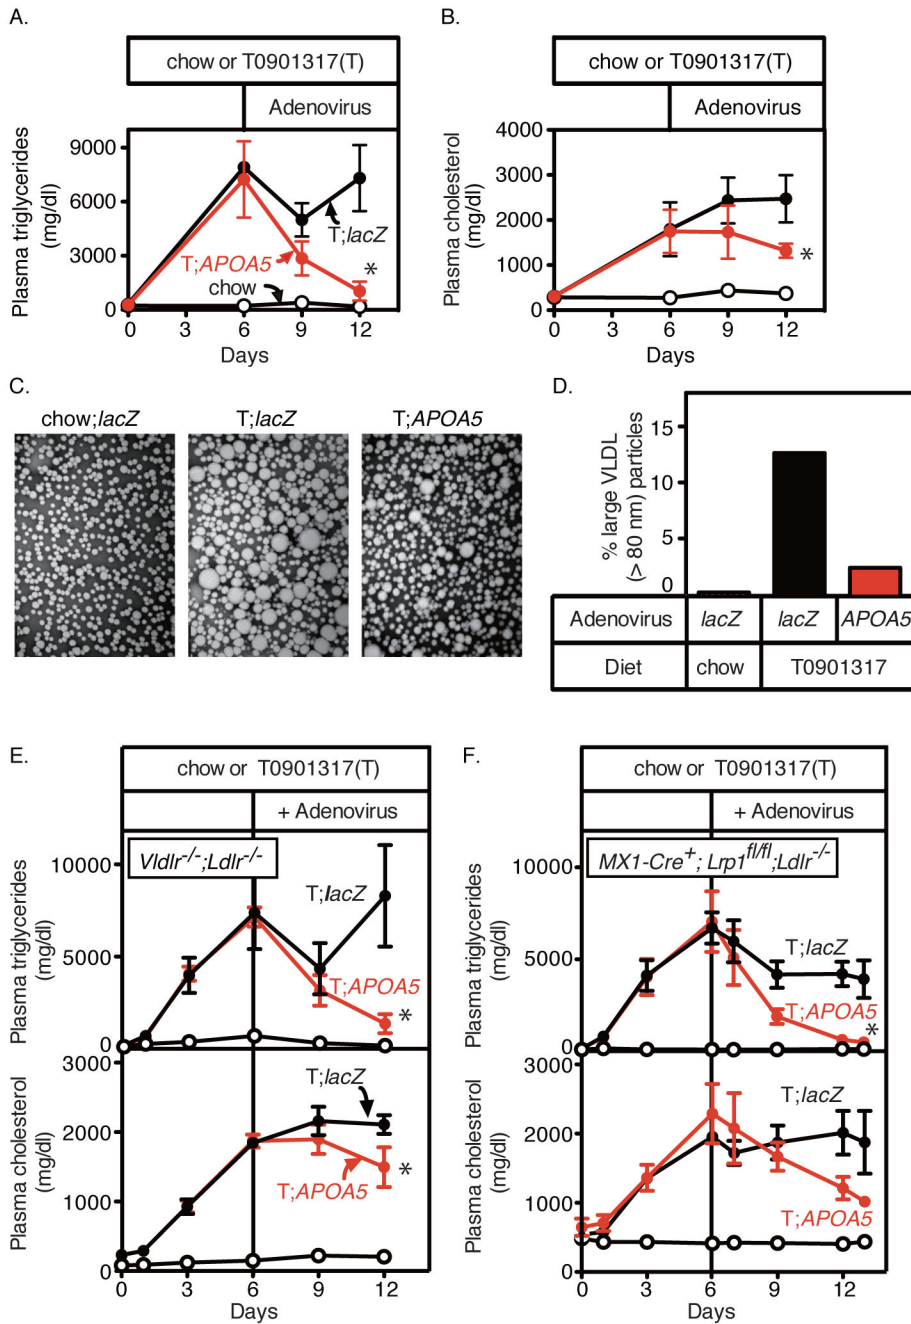 A.
chow or T0901317(T)
Adenovirus
Plasma triglycerides
(mg/dl)
9000
6000
3000
0
T;lacZ
T;APOA5
chow
*
0
3
6
9
12
Days
B.
chow or T0901317(T)
Adenovirus
Plasma cholesterol
(mg/dl)
4000
3000
2000
1000
0
*
0
3
6
9
12
Days
C.
chow;lacZ
T;lacZ
T;APOA5
D.
% large VLDL
(> 80 nm) particles
15
10
5
0
Adenovirus
lacZ
lacZ
APOA5
Diet
chow
T0901317
E.
chow or T0901317(T)
+ Adenovirus
Vldlr-/-;Ldlr-/-
Plasma triglycerides
(mg/dl)
10000
5000
0
T;lacZ
T;APOA5
*
Plasma cholesterol
(mg/dl)
3000
2000
1000
0
T;lacZ
T;APOA5
*
0
3
6
9
12
Days
F.
chow or T0901317(T)
+ Adenovirus
MX1-Cre+; Lrp1fl/fl;Ldlr-/-
Plasma triglycerides
(mg/dl)
10000
5000
0
T;lacZ
T;APOA5
*
Plasma cholesterol
(mg/dl)
3000
2000
1000
0
T;lacZ
T;APOA5
0
3
6
9
12
Days